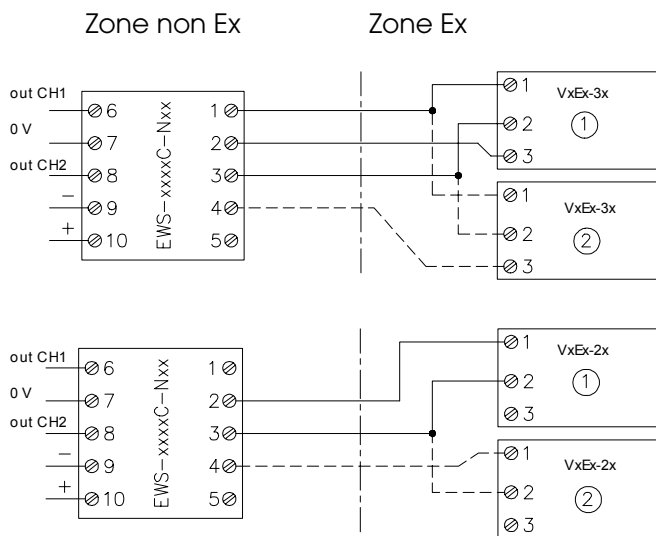 Zone non Ex
Zone Ex
out CH1
0 V
out CH2
−
+
6
7
8
9
10
EWS-xxxxC-Nxx
1
2
3
4
5
1
2
3
VxEx-3x
1
1
2
3
VxEx-3x
2
out CH1
0 V
out CH2
−
+
6
7
8
9
10
EWS-xxxxC-Nxx
1
2
3
4
5
1
2
3
VxEx-2x
1
1
2
3
VxEx-2x
2